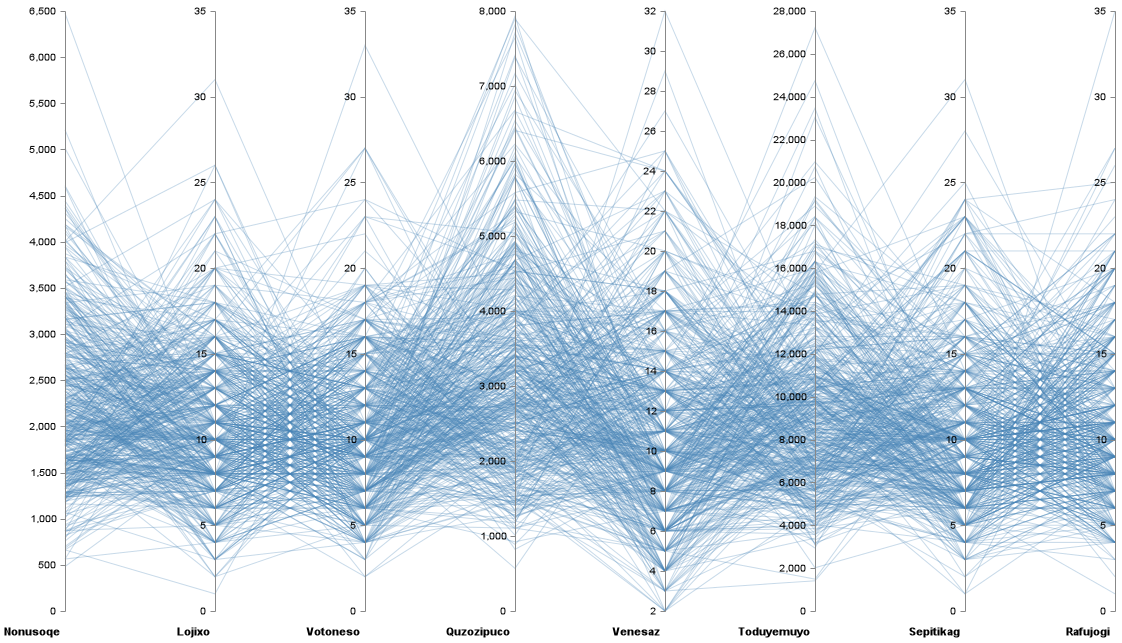 6,500 35 35 8,000 32 28,000 35 35
6,000 30 30 7,000 30 26,000 30 30
5,500 25 25 6,000 28 24,000 25 25
5,000 20 20 5,000 26 22,000 20 20
4,500 15 15 4,000 24 20,000 15 15
4,000 10 10 3,000 22 18,000 10 10
3,500 5 5 2,000 20 16,000 5 5
3,000 0 0 1,000 18 14,000 0 0
2,500 0 16 12,000
2,000 14 10,000
1,500 12 8,000
1,000 10 6,000
500 8 4,000
0 6 2,000
4 0
2
Nonusoqe Lojixo Votoneso Quzozipuco Venesaz Toduyemuyo Sepitikag Rafujogi